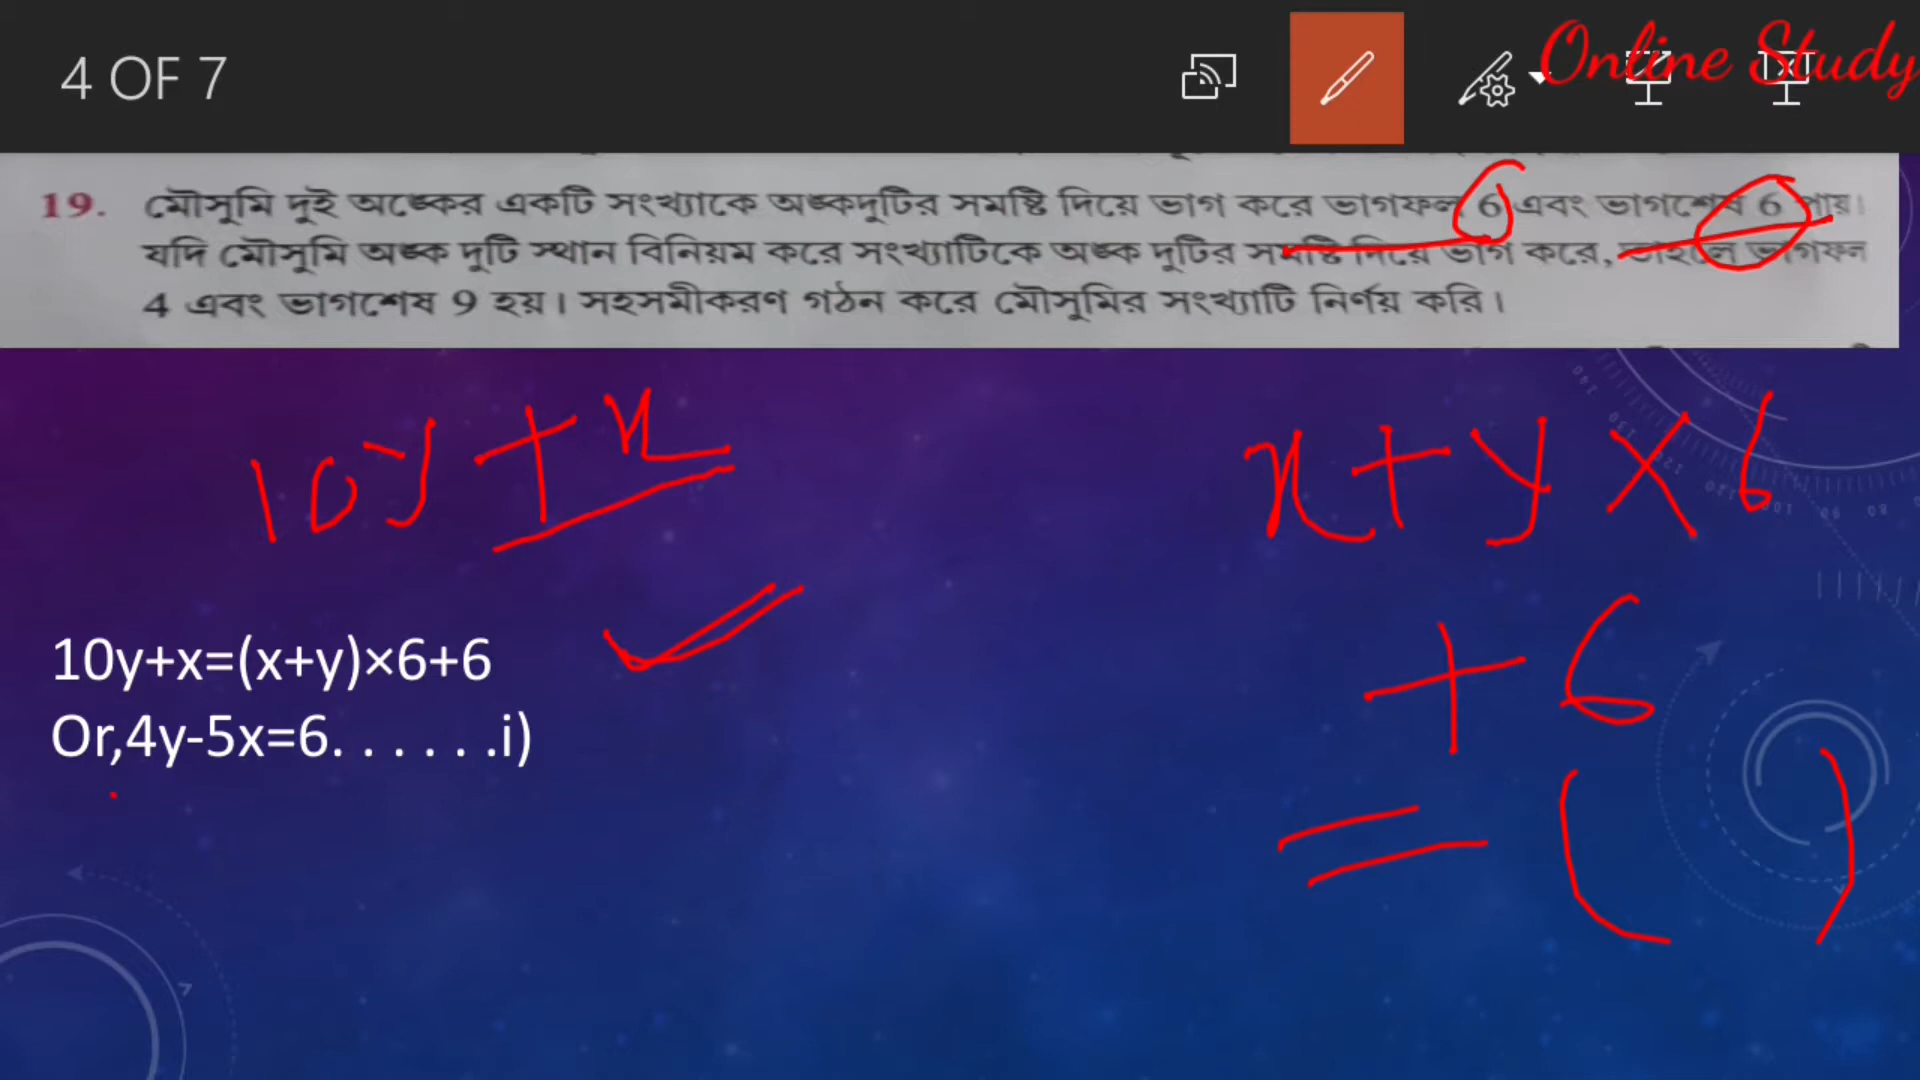 4 OF 7
Online Study
19. মৌসুমি দুই অঙ্কের একটি সংখ্যাকে অঙ্কদুটির সমষ্টি দিয়ে ভাগ করে ভাগফল 6 এবং ভাগশেষ 6 পায়।
যদি মৌসুমি অঙ্ক দুটি স্থান বিনিয়ম করে সংখ্যাটিকে অঙ্ক দুটির সমষ্টি দিয়ে ভাগ করে, তাহলে ভাগফল
4 এবং ভাগশেষ 9 হয়। সহসমীকরণ গঠন করে মৌসুমির সংখ্যাটি নির্ণয় করি।
10y+x
x+y×6
+6
=( )
10y+x=(x+y)×6+6
Or,4y-5x=6. . . . . .i)